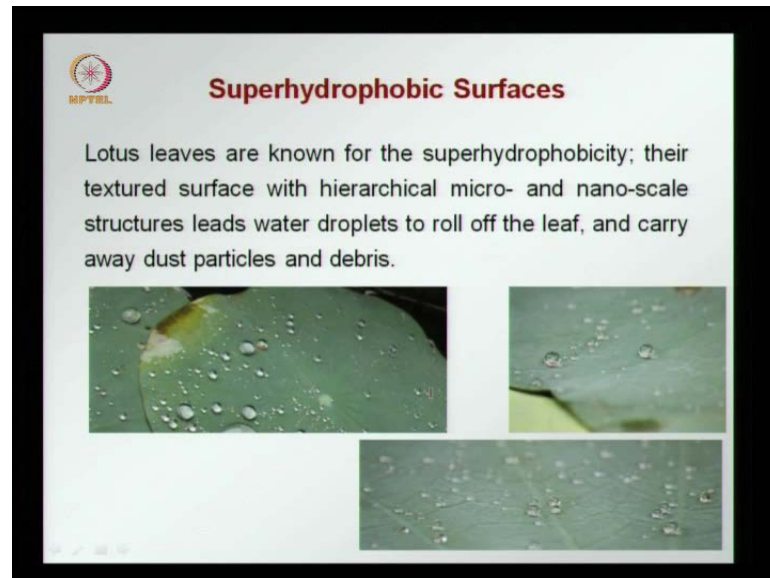 NPTEL
Superhydrophobic Surfaces
Lotus leaves are known for the superhydrophobicity; their
textured surface with hierarchical micro- and nano-scale
structures leads water droplets to roll off the leaf, and carry
away dust particles and debris.